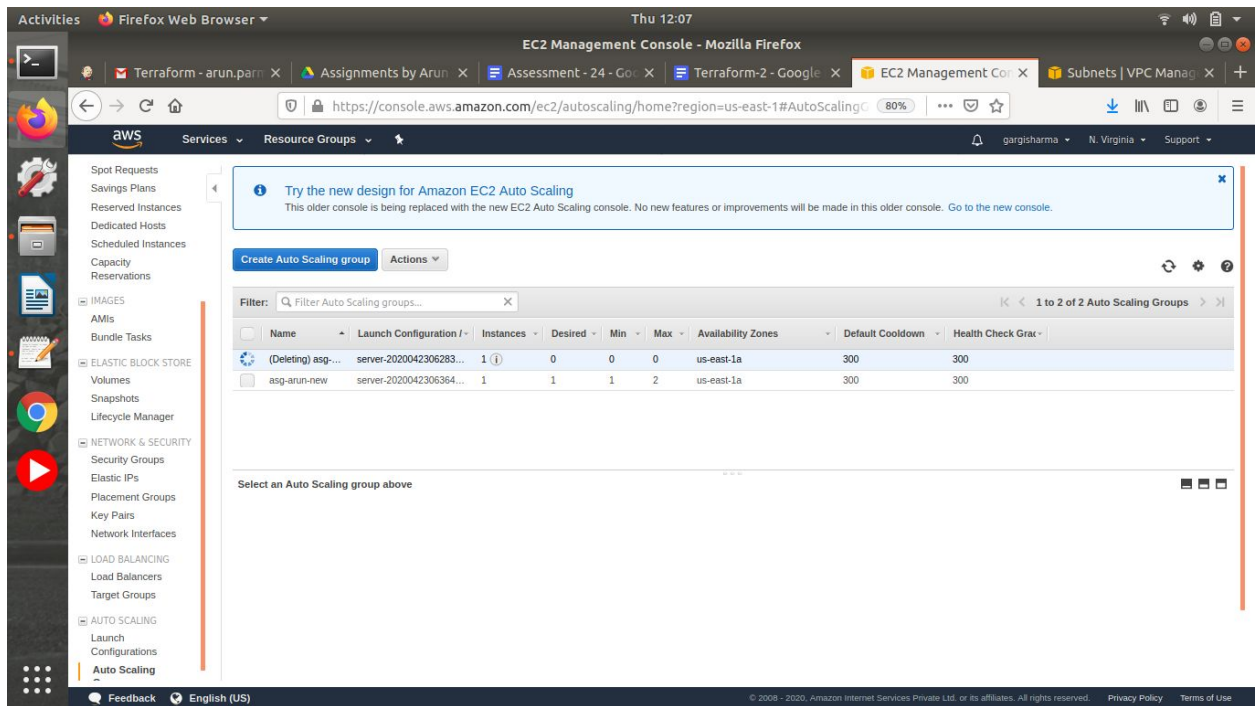 Activities Firefox Web Browser Thu 12:07
EC2 Management Console - Mozilla Firefox
Terraform - arun.parm Assignments by Arun Assessment - 24 - Goo Terraform-2 - Google EC2 Management Con Subnets | VPC Manag
https://console.aws.amazon.com/ec2/autoscaling/home?region=us-east-1#AutoScalingG 80%
aws Services Resource Groups gargisharma N. Virginia Support
Spot Requests
Savings Plans
Reserved Instances
Dedicated Hosts
Scheduled Instances
Capacity
Reservations
IMAGES
AMIs
Bundle Tasks
ELASTIC BLOCK STORE
Volumes
Snapshots
Lifecycle Manager
NETWORK & SECURITY
Security Groups
Elastic IPs
Placement Groups
Key Pairs
Network Interfaces
LOAD BALANCING
Load Balancers
Target Groups
AUTO SCALING
Launch
Configurations
Auto Scaling
Try the new design for Amazon EC2 Auto Scaling
This older console is being replaced with the new EC2 Auto Scaling console. No new features or improvements will be made in this older console. Go to the new console.
Create Auto Scaling group Actions
Filter: Filter Auto Scaling groups... 1 to 2 of 2 Auto Scaling Groups
Name Launch Configuration / Instances Desired Min Max Availability Zones Default Cooldown Health Check Grac
(Deleting) asg-... server-2020042306283... 1 0 0 0 us-east-1a 300 300
asg-arun-new server-2020042306364... 1 1 1 2 us-east-1a 300 300
Select an Auto Scaling group above
Feedback English (US) © 2008 - 2020, Amazon Internet Services Private Ltd. or its affiliates. All rights reserved. Privacy Policy Terms of Use